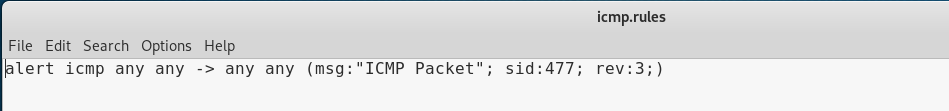 icmp.rules
File Edit Search Options Help
alert icmp any any -> any any (msg:"ICMP Packet"; sid:477; rev:3;)